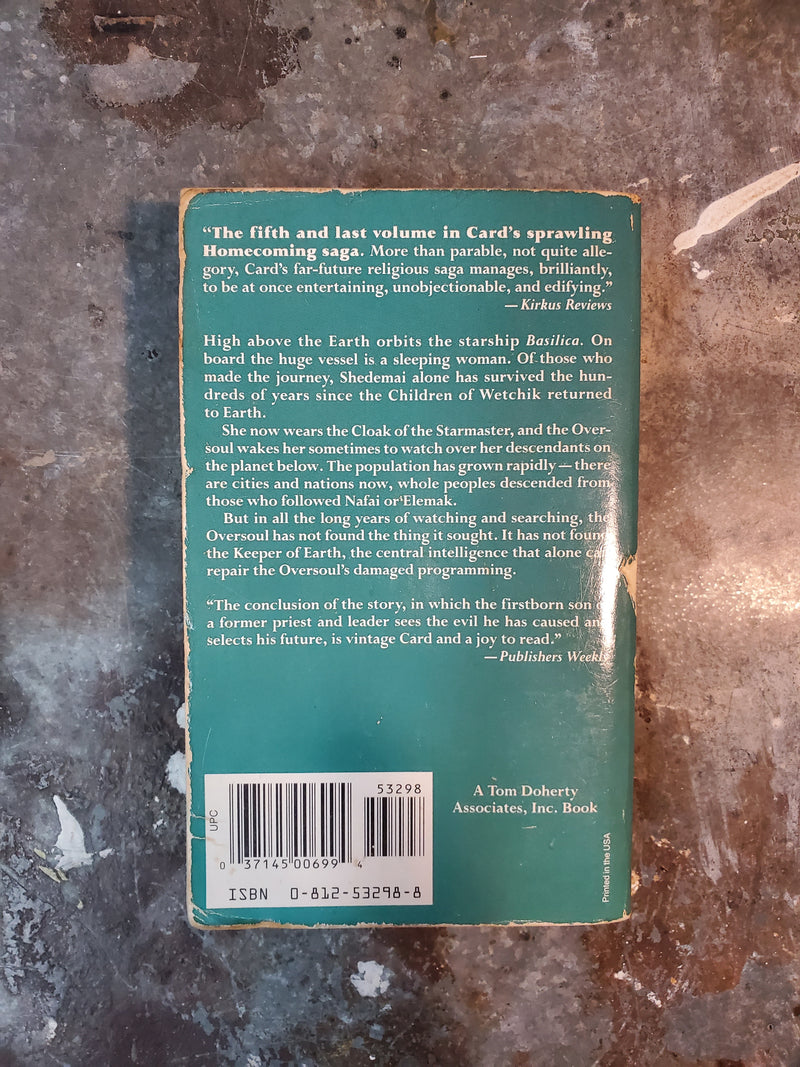 “The fifth and last volume in Card's sprawling
Homecoming saga. More than parable, not quite alle-
gory, Card's far-future religious saga manages, brilliantly,
to be at once entertaining, unobjectionable, and edifying.”
—Kirkus Reviews
High above the Earth orbits the starship Basilica. On
board the huge vessel is a sleeping woman. Of those who
made the journey, Shedemai alone has survived the hun-
dreds of years since the Children of Wetchik returned
to Earth.
She now wears the Cloak of the Starmaster, and the Over-
soul wakes her sometimes to watch over her descendants on
the planet below. The population has grown rapidly—there
are cities and nations now, whole peoples descended from
those who followed Nafai or Elemak.
But in all the long years of watching and searching, the
Oversoul has not found the thing it sought. It has not found
the Keeper of Earth, the central intelligence that alone can
repair the Oversoul's damaged programming.
“The conclusion of the story, in which the firstborn son
a former priest and leader sees the evil he has caused and
selects his future, is vintage Card and a joy to read.”
—Publishers Weekly
A Tom Doherty
Associates, Inc. Book
Printed in the USA
UPC
53298
0 37145 00699 4
ISBN 0-812-53298-8